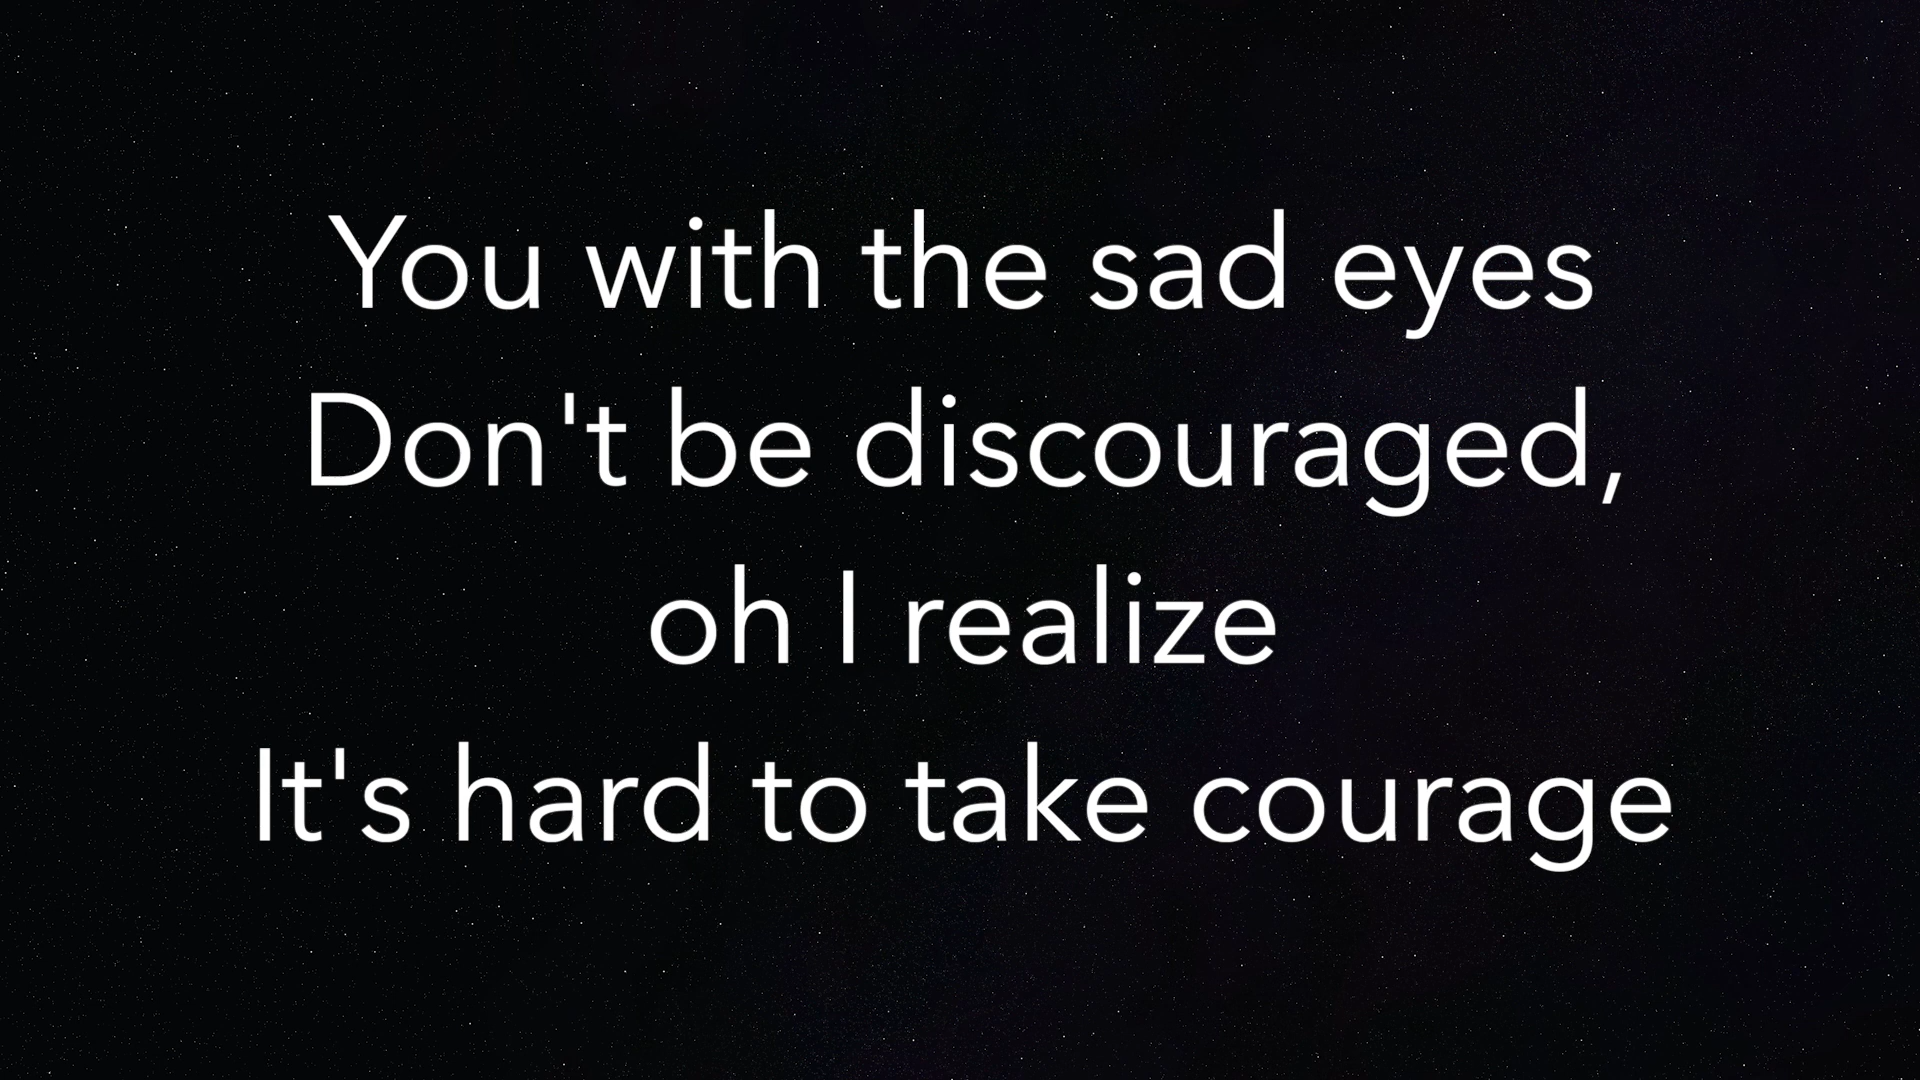 You with the sad eyes
Don't be discouraged,
oh I realize
It's hard to take courage